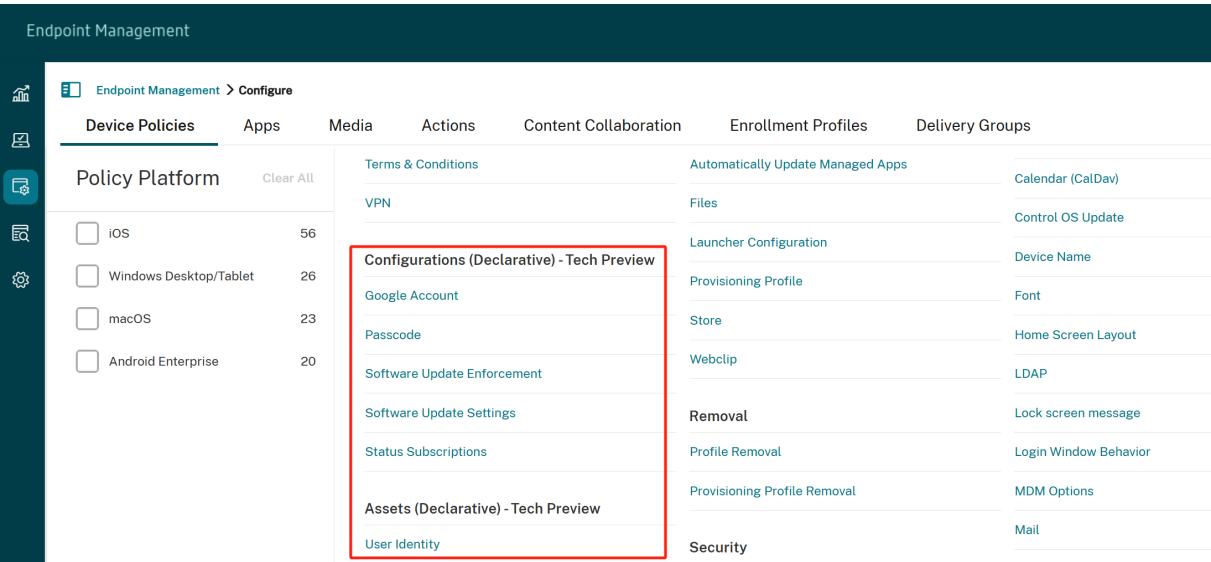 Endpoint Management
Endpoint Management > Configure
Device Policies
Apps
Media
Actions
Content Collaboration
Enrollment Profiles
Delivery Groups
Policy Platform
Clear All
iOS 56
Windows Desktop/Tablet 26
macOS 23
Android Enterprise 20
Terms & Conditions
VPN
Configurations (Declarative) - Tech Preview
Google Account
Passcode
Software Update Enforcement
Software Update Settings
Status Subscriptions
Assets (Declarative) - Tech Preview
User Identity
Automatically Update Managed Apps
Files
Launcher Configuration
Provisioning Profile
Store
Webclip
Removal
Profile Removal
Provisioning Profile Removal
Security
Calendar (CalDav)
Control OS Update
Device Name
Font
Home Screen Layout
LDAP
Lock screen message
Login Window Behavior
MDM Options
Mail